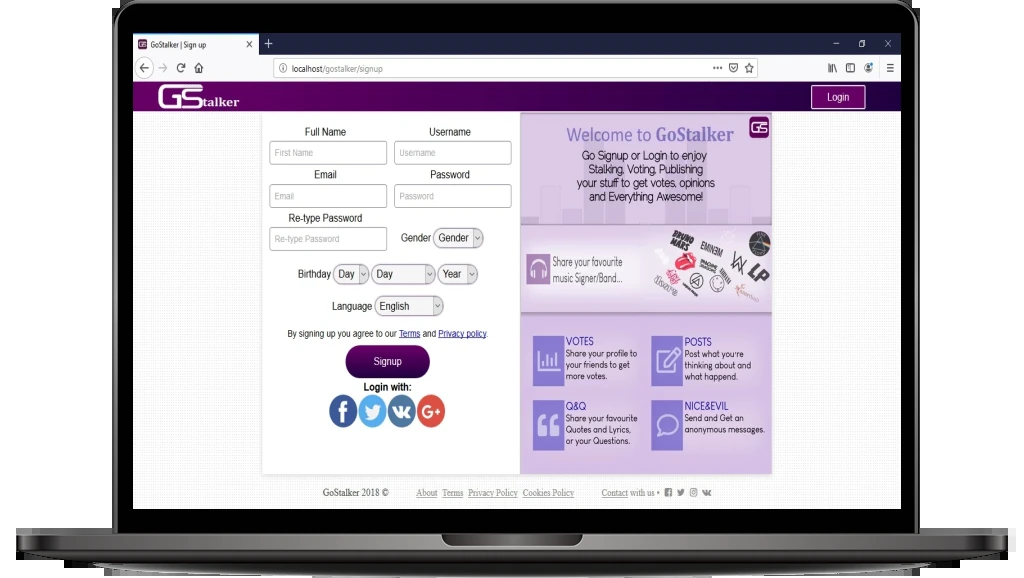 GoStalker | Sign up
localhost/gostalker/signup
GStalker
Login
Full Name
Username
First Name
Username
Email
Password
Email
Password
Re-type Password
Re-type Password
Gender Gender
Birthday Day Day Year
Language English
By signing up you agree to our Terms and Privacy policy.
Signup
Login with:
Welcome to GoStalker
GS
Go Signup or Login to enjoy
Stalking, Voting, Publishing
your stuff to get votes, opinions
and Everything Awesome!
Share your favourite
music Signer/Band...
BRUNO
MARS
EMINEM
LP
VOTES
Share your profile to
your friends to get
more votes.
POSTS
Post what you're
thinking about and
what happend.
Q&Q
Share your favourite
Quotes and Lyrics,
or your Questions.
NICE&EVIL
Send and Get an
anonymous messages.
GoStalker 2018 © About Terms Privacy Policy Cookies Policy Contact with us •